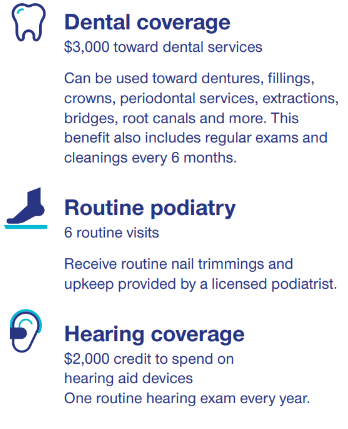 Dental coverage
$3,000 toward dental services
Can be used toward dentures, fillings,
crowns, periodontal services, extractions,
bridges, root canals and more. This
benefit also includes regular exams and
cleanings every 6 months.
Routine podiatry
6 routine visits
Receive routine nail trimmings and
upkeep provided by a licensed podiatrist.
Hearing coverage
$2,000 credit to spend on
hearing aid devices
One routine hearing exam every year.